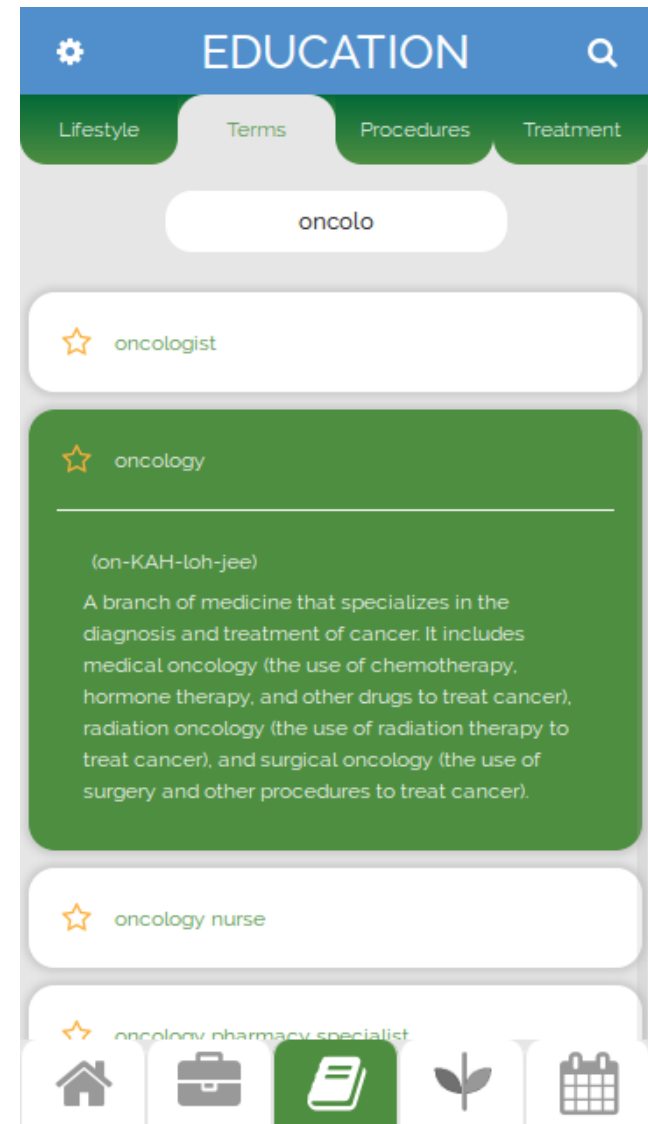 EDUCATION
Lifestyle Terms Procedures Treatment
oncolo
oncologist
oncology
(on-KAH-loh-jee)
A branch of medicine that specializes in the
diagnosis and treatment of cancer. It includes
medical oncology (the use of chemotherapy,
hormone therapy, and other drugs to treat cancer),
radiation oncology (the use of radiation therapy to
treat cancer), and surgical oncology (the use of
surgery and other procedures to treat cancer).
oncology nurse
oncology pharmacy specialist